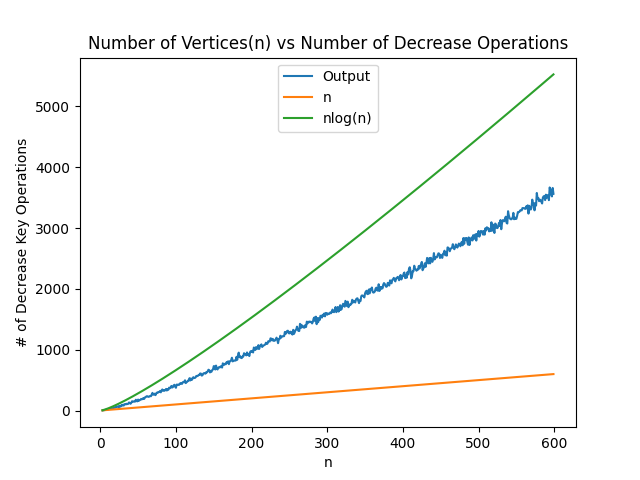 Number of Vertices(n) vs Number of Decrease Operations
Output
n
nlog(n)
# of Decrease Key Operations
5000
4000
3000
2000
1000
0
0 100 200 300 400 500 600
n